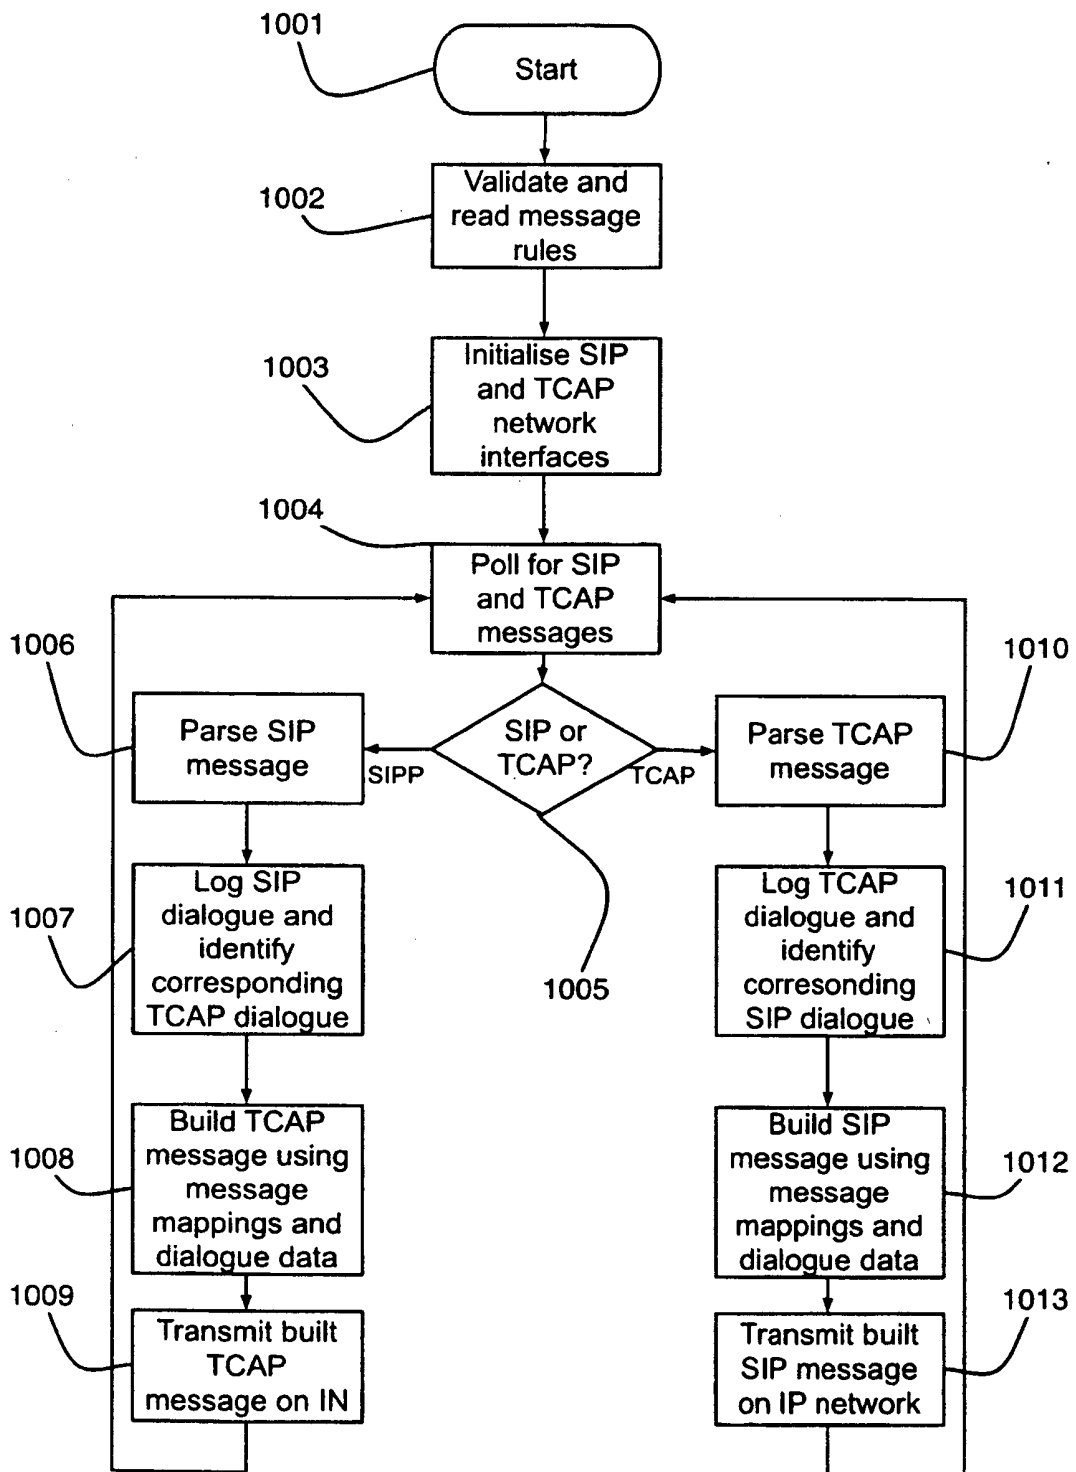 1001
Start
1002
Validate and
read message
rules
1003
Initialise SIP
and TCAP
network
interfaces
1004
Poll for SIP
and TCAP
messages
1005
SIP or
TCAP?
SIPP
TCAP
1006
Parse SIP
message
1007
Log SIP
dialogue and
identify
corresponding
TCAP dialogue
1008
Build TCAP
message using
message
mappings and
dialogue data
1009
Transmit built
TCAP
message on IN
1010
Parse TCAP
message
1011
Log TCAP
dialogue and
identify
corresonding
SIP dialogue
1012
Build SIP
message using
message
mappings and
dialogue data
1013
Transmit built
SIP message
on IP network